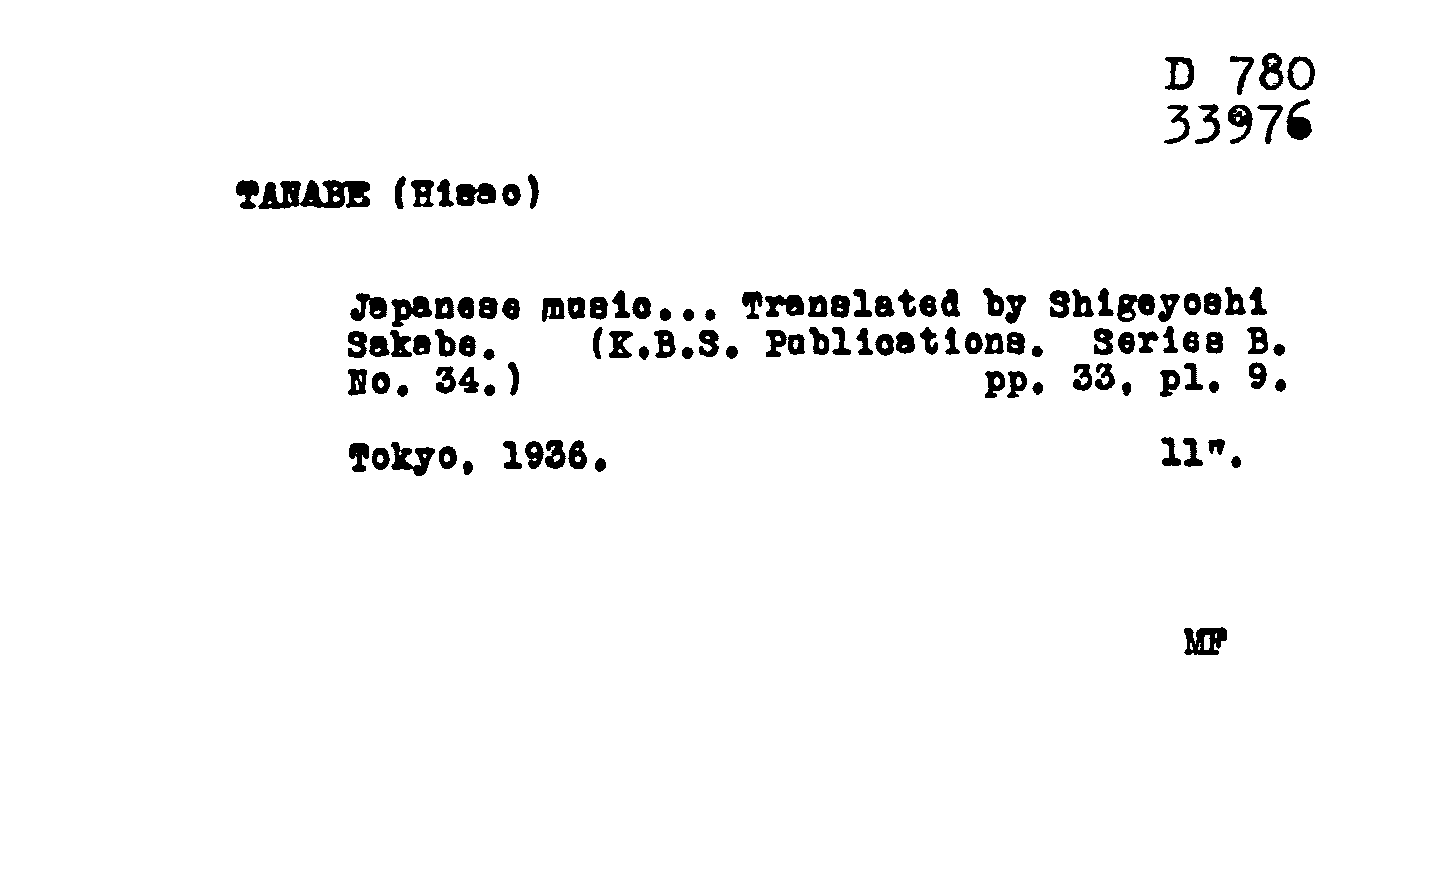 D 780
33976
TANABE (Hisao)
Japanese music... Translated by Shigeyoshi
Sakabe. (K.B.S. Publications. Series B.
No. 34.) pp. 33, pl. 9.
Tokyo, 1936. 11".
MF